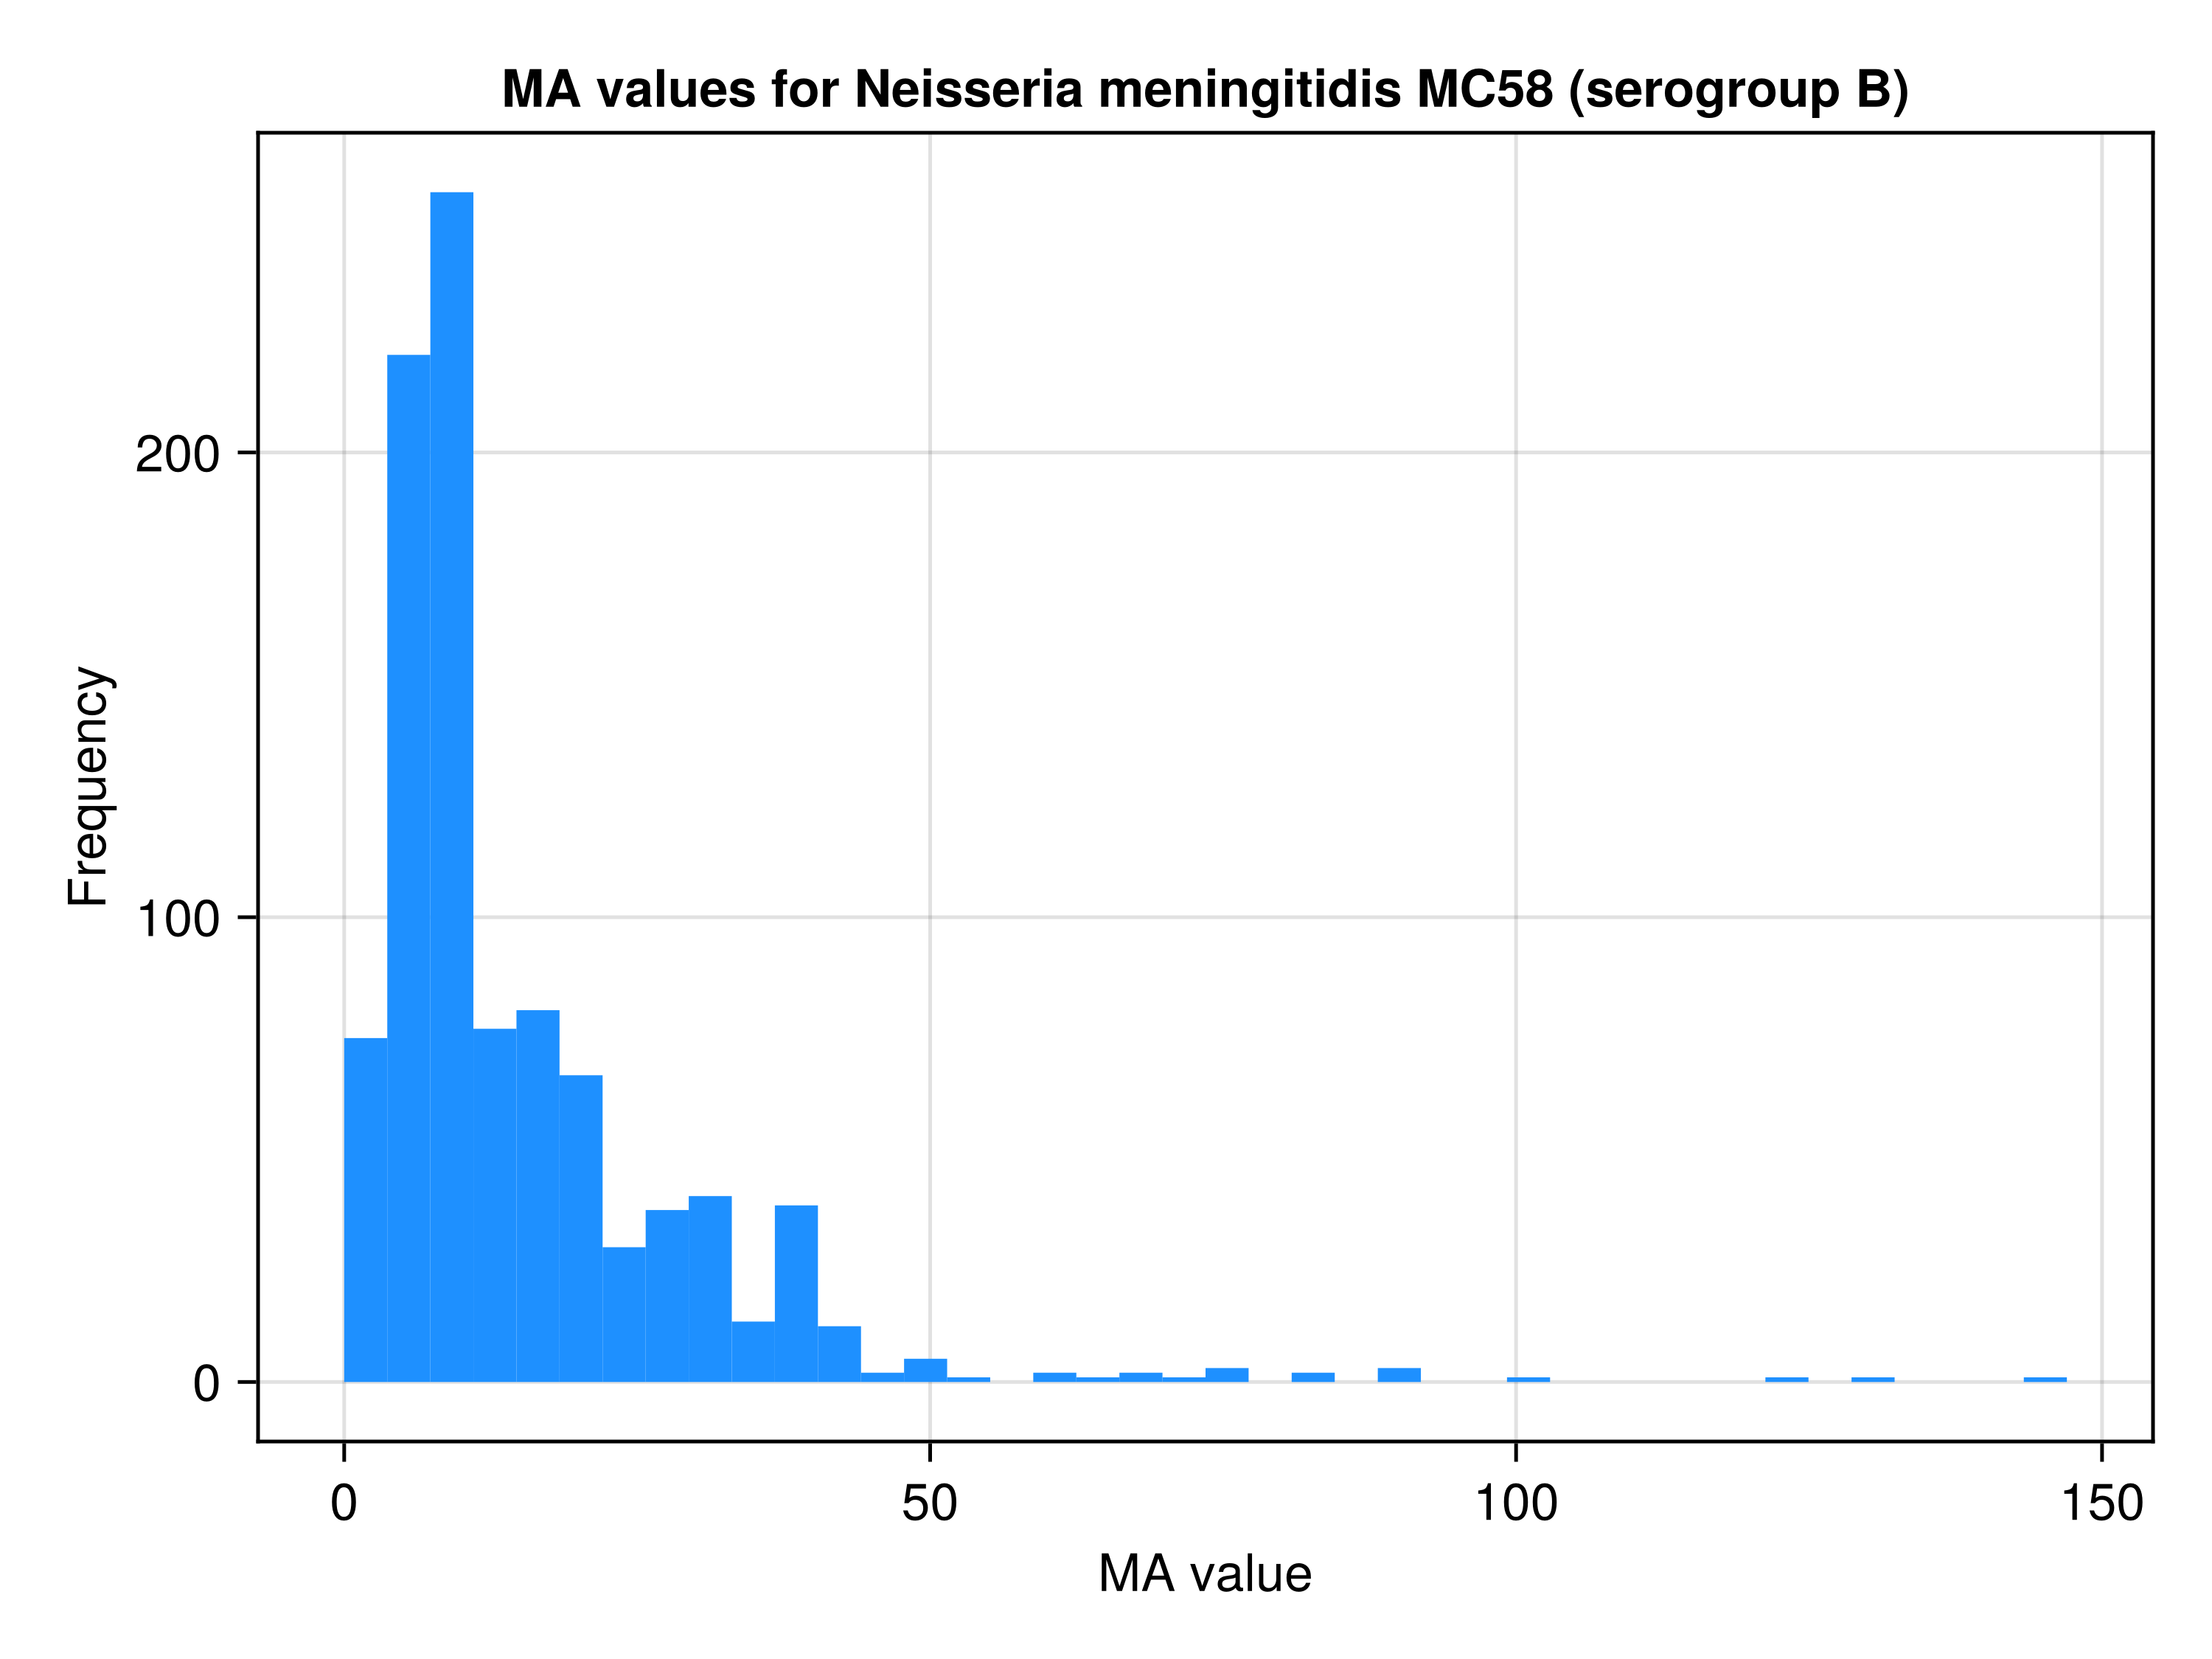 MA values for Neisseria meningitidis MC58 (serogroup B)
Frequency
200
100
0
0 50 100 150
MA value